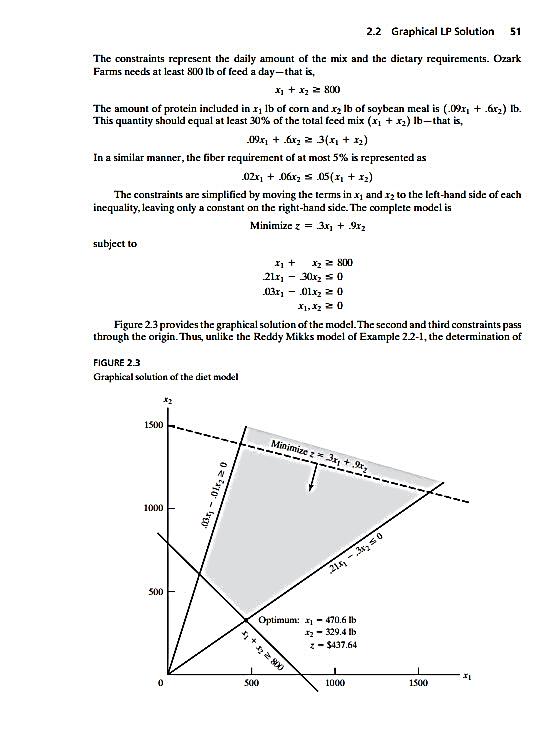 2.2 Graphical LP Solution 51
The constraints represent the daily amount of the mix and the dietary requirements. Ozark
Farms needs at least 800 lb of feed a day—that is,
x₁ + x₂ ≥ 800
The amount of protein included in x₁ lb of corn and x₂ lb of soybean meal is (.09x₁ + .6x₂) lb.
This quantity should equal at least 30% of the total feed mix (x₁ + x₂) lb—that is,
.09x₁ + .6x₂ ≥ .3(x₁ + x₂)
In a similar manner, the fiber requirement of at most 5% is represented as
.02x₁ + .06x₂ ≤ .05(x₁ + x₂)
The constraints are simplified by moving the terms in x₁ and x₂ to the left-hand side of each
inequality, leaving only a constant on the right-hand side. The complete model is
Minimize z = .3x₁ + .9x₂
subject to
x₁ + x₂ ≥ 800
.21x₁ − .30x₂ ≤ 0
.03x₁ − .01x₂ ≥ 0
x₁, x₂ ≥ 0
Figure 2.3 provides the graphical solution of the model. The second and third constraints pass
through the origin. Thus, unlike the Reddy Mikks model of Example 2.2-1, the determination of
FIGURE 2.3
Graphical solution of the diet model
x₂
1500
Minimize z = .3x₁ + .9x₂
.03x₁ − .01x₂ ≥ 0
1000
.21x₁ − .3x₂ ≤ 0
500
Optimum: x₁ = 470.6 lb
x₂ = 329.4 lb
z = $437.64
x₁ + x₂ ≥ 800
0
500
1000
1500
x₁